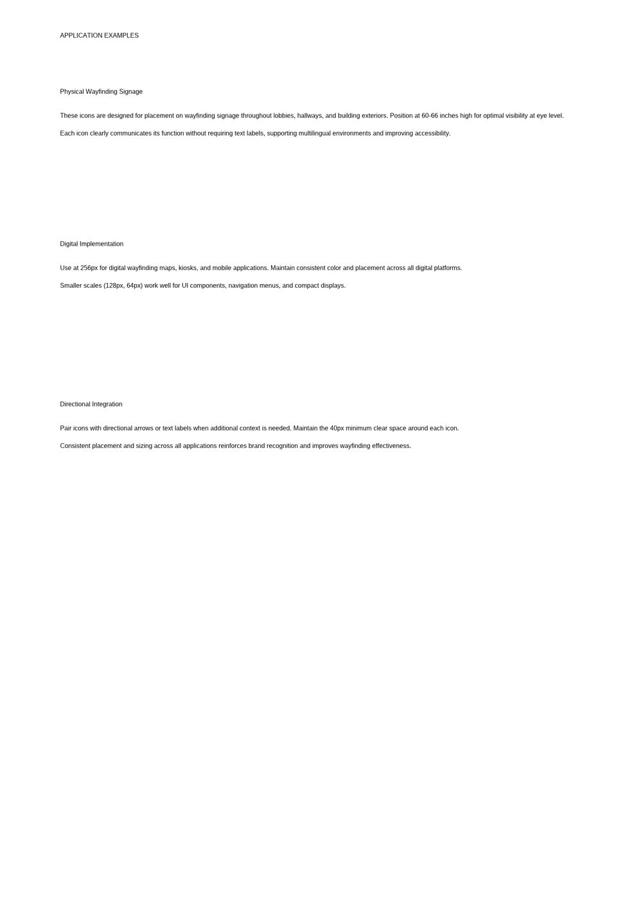 APPLICATION EXAMPLES
Physical Wayfinding Signage
These icons are designed for placement on wayfinding signage throughout lobbies, hallways, and building exteriors. Position at 60-66 inches high for optimal visibility at eye level.
Each icon clearly communicates its function without requiring text labels, supporting multilingual environments and improving accessibility.
Digital Implementation
Use at 256px for digital wayfinding maps, kiosks, and mobile applications. Maintain consistent color and placement across all digital platforms.
Smaller scales (128px, 64px) work well for UI components, navigation menus, and compact displays.
Directional Integration
Pair icons with directional arrows or text labels when additional context is needed. Maintain the 40px minimum clear space around each icon.
Consistent placement and sizing across all applications reinforces brand recognition and improves wayfinding effectiveness.